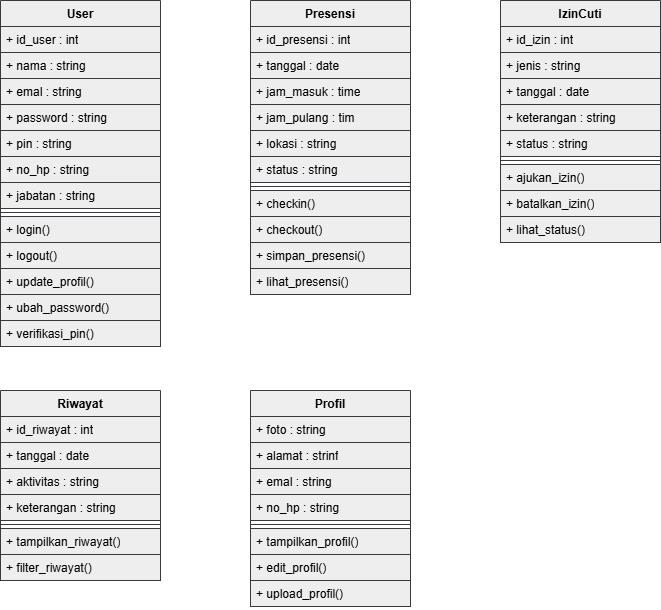 User
+ id_user : int
+ nama : string
+ emal : string
+ password : string
+ pin : string
+ no_hp : string
+ jabatan : string
+ login()
+ logout()
+ update_profil()
+ ubah_password()
+ verifikasi_pin()
Presensi
+ id_presensi : int
+ tanggal : date
+ jam_masuk : time
+ jam_pulang : tim
+ lokasi : string
+ status : string
+ checkin()
+ checkout()
+ simpan_presensi()
+ lihat_presensi()
IzinCuti
+ id_izin : int
+ jenis : string
+ tanggal : date
+ keterangan : string
+ status : string
+ ajukan_izin()
+ batalkan_izin()
+ lihat_status()
Riwayat
+ id_riwayat : int
+ tanggal : date
+ aktivitas : string
+ keterangan : string
+ tampilkan_riwayat()
+ filter_riwayat()
Profil
+ foto : string
+ alamat : strinf
+ emal : string
+ no_hp : string
+ tampilkan_profil()
+ edit_profil()
+ upload_profil()